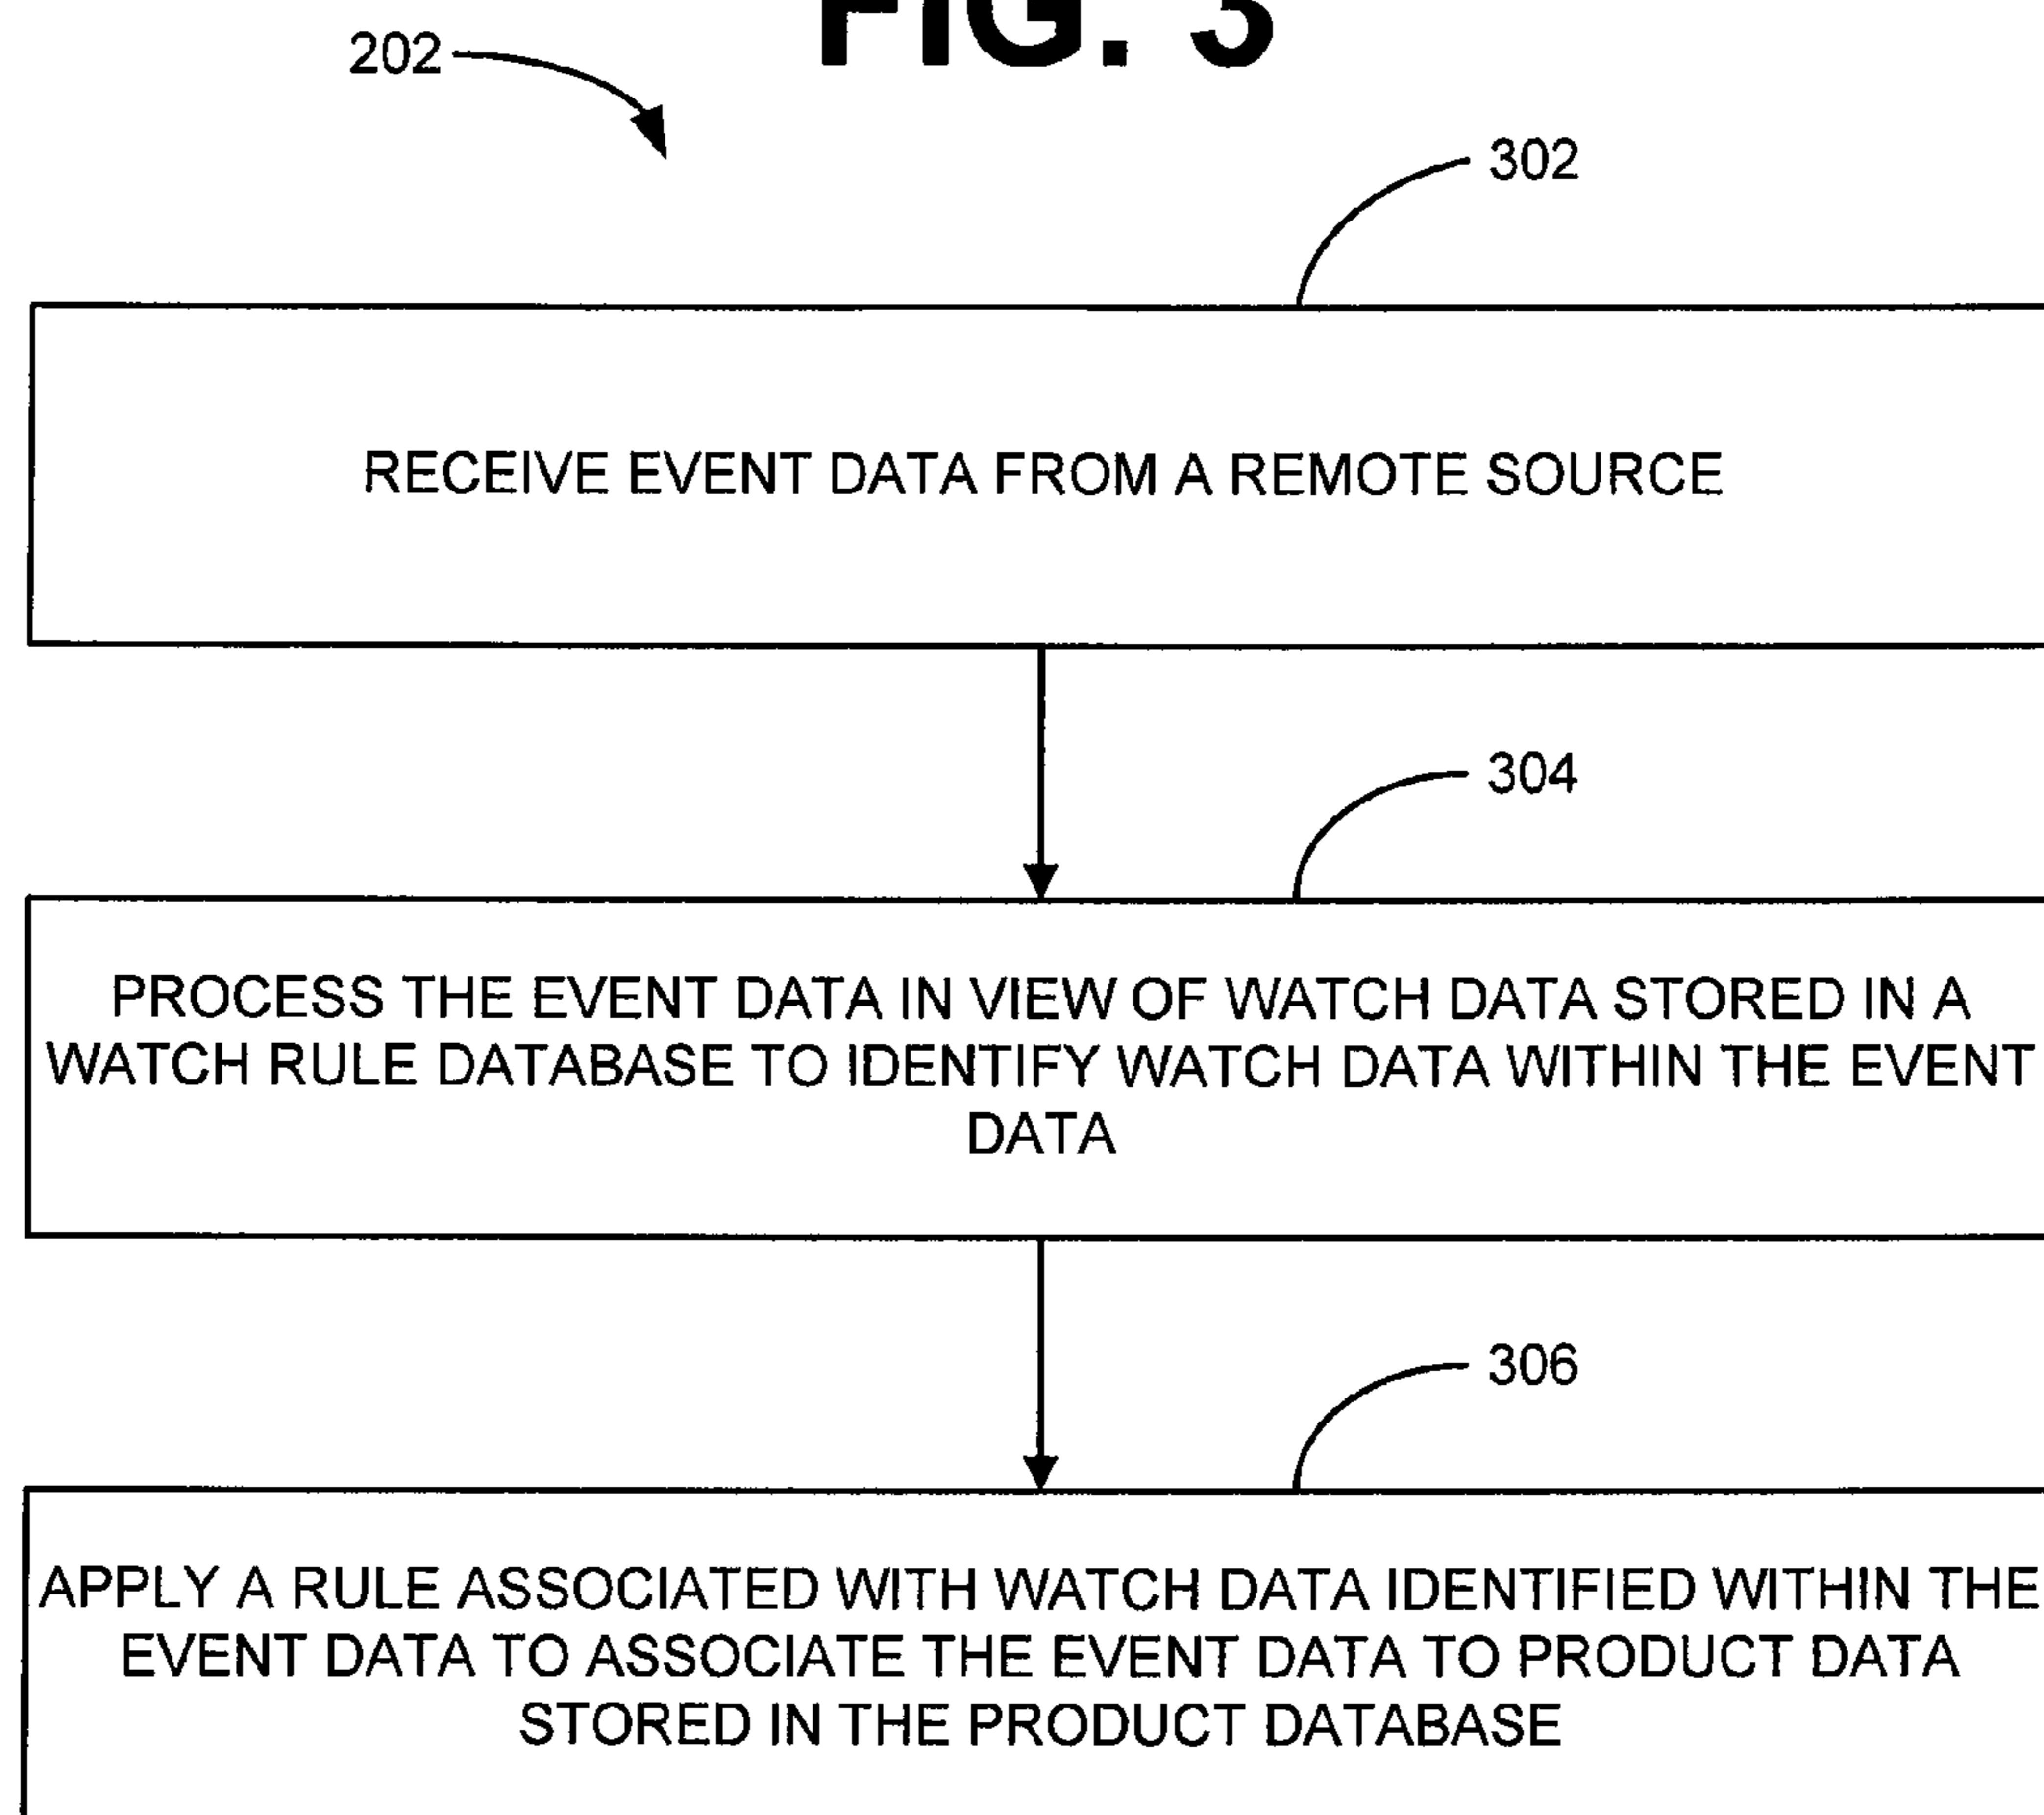 FIG. 3
202
302
RECEIVE EVENT DATA FROM A REMOTE SOURCE
304
PROCESS THE EVENT DATA IN VIEW OF WATCH DATA STORED IN A
WATCH RULE DATABASE TO IDENTIFY WATCH DATA WITHIN THE EVENT
DATA
306
APPLY A RULE ASSOCIATED WITH WATCH DATA IDENTIFIED WITHIN THE
EVENT DATA TO ASSOCIATE THE EVENT DATA TO PRODUCT DATA
STORED IN THE PRODUCT DATABASE